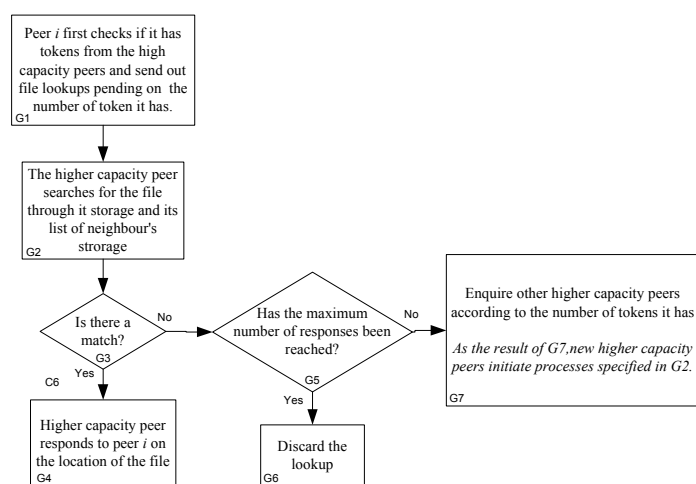 Peer i first checks if it has
tokens from the high
capacity peers and send out
file lookups pending on the
number of token it has.
G1
The higher capacity peer
searches for the file
through it storage and its
list of neighbour's
strorage
G2
Is there a
match?
G3
No
Yes
C6
Has the maximum
number of responses been
reached?
G5
No
Yes
Enquire other higher capacity peers
according to the number of tokens it has
As the result of G7,new higher capacity
peers initiate processes specified in G2.
G7
Higher capacity peer
responds to peer i on
the location of the file
G4
Discard the
lookup
G6